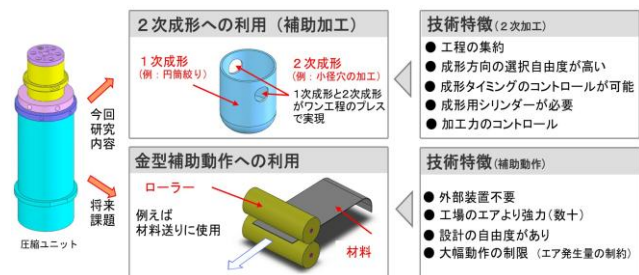 2次成形への利用（補助加工）
1次成形
（例：円筒絞り）
2次成形
（例：小径穴の加工）
1次成形と2次成形
がワン工程のプレス
で実現
技術特徴（２次加工）
● 工程の集約
● 成形方向の選択自由度が高い
● 成形タイミングのコントロールが可能
● 成形用シリンダーが必要
● 加工力のコントロール
今回
研究
内容
将来
課題
圧縮ユニット
金型補助動作への利用
ローラー
例えば
材料送りに使用
材料
技術特徴（補助動作）
● 外部装置不要
● 工場のエアより強力（数十）
● 設計の自由度があり
● 大幅動作の制限（エア発生量の制約）